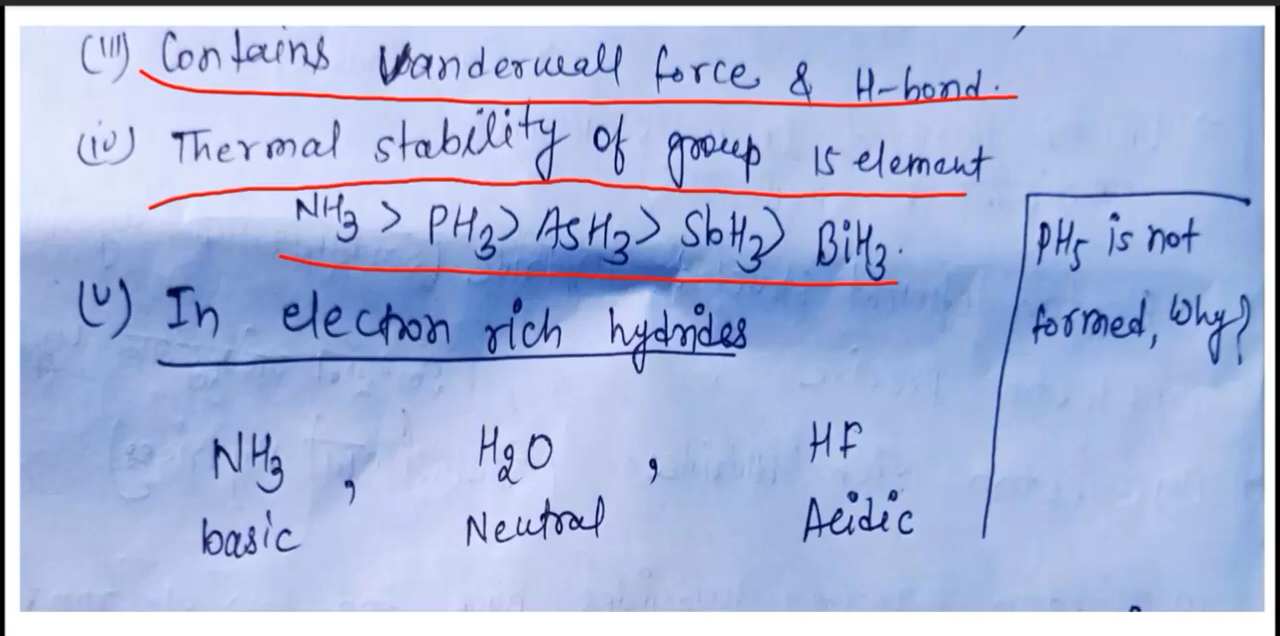 (iii) Contains Vanderwall force & H-bond.
(iv) Thermal stability of group 15 element
NH3 > PH3 > AsH3 > SbH3 > BiH3.
(v) In electron rich hydrides
NH3 , H2O , HF
basic Neutral Acidic
PH5 is not
formed, Why?